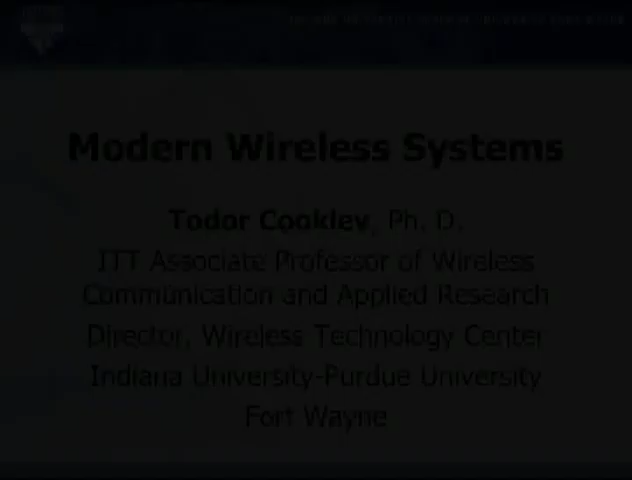 Modern Wireless Systems
Todor Cooklev, Ph. D.
ITT Associate Professor of Wireless
Communication and Applied Research
Director, Wireless Technology Center
Indiana University-Purdue University
Fort Wayne